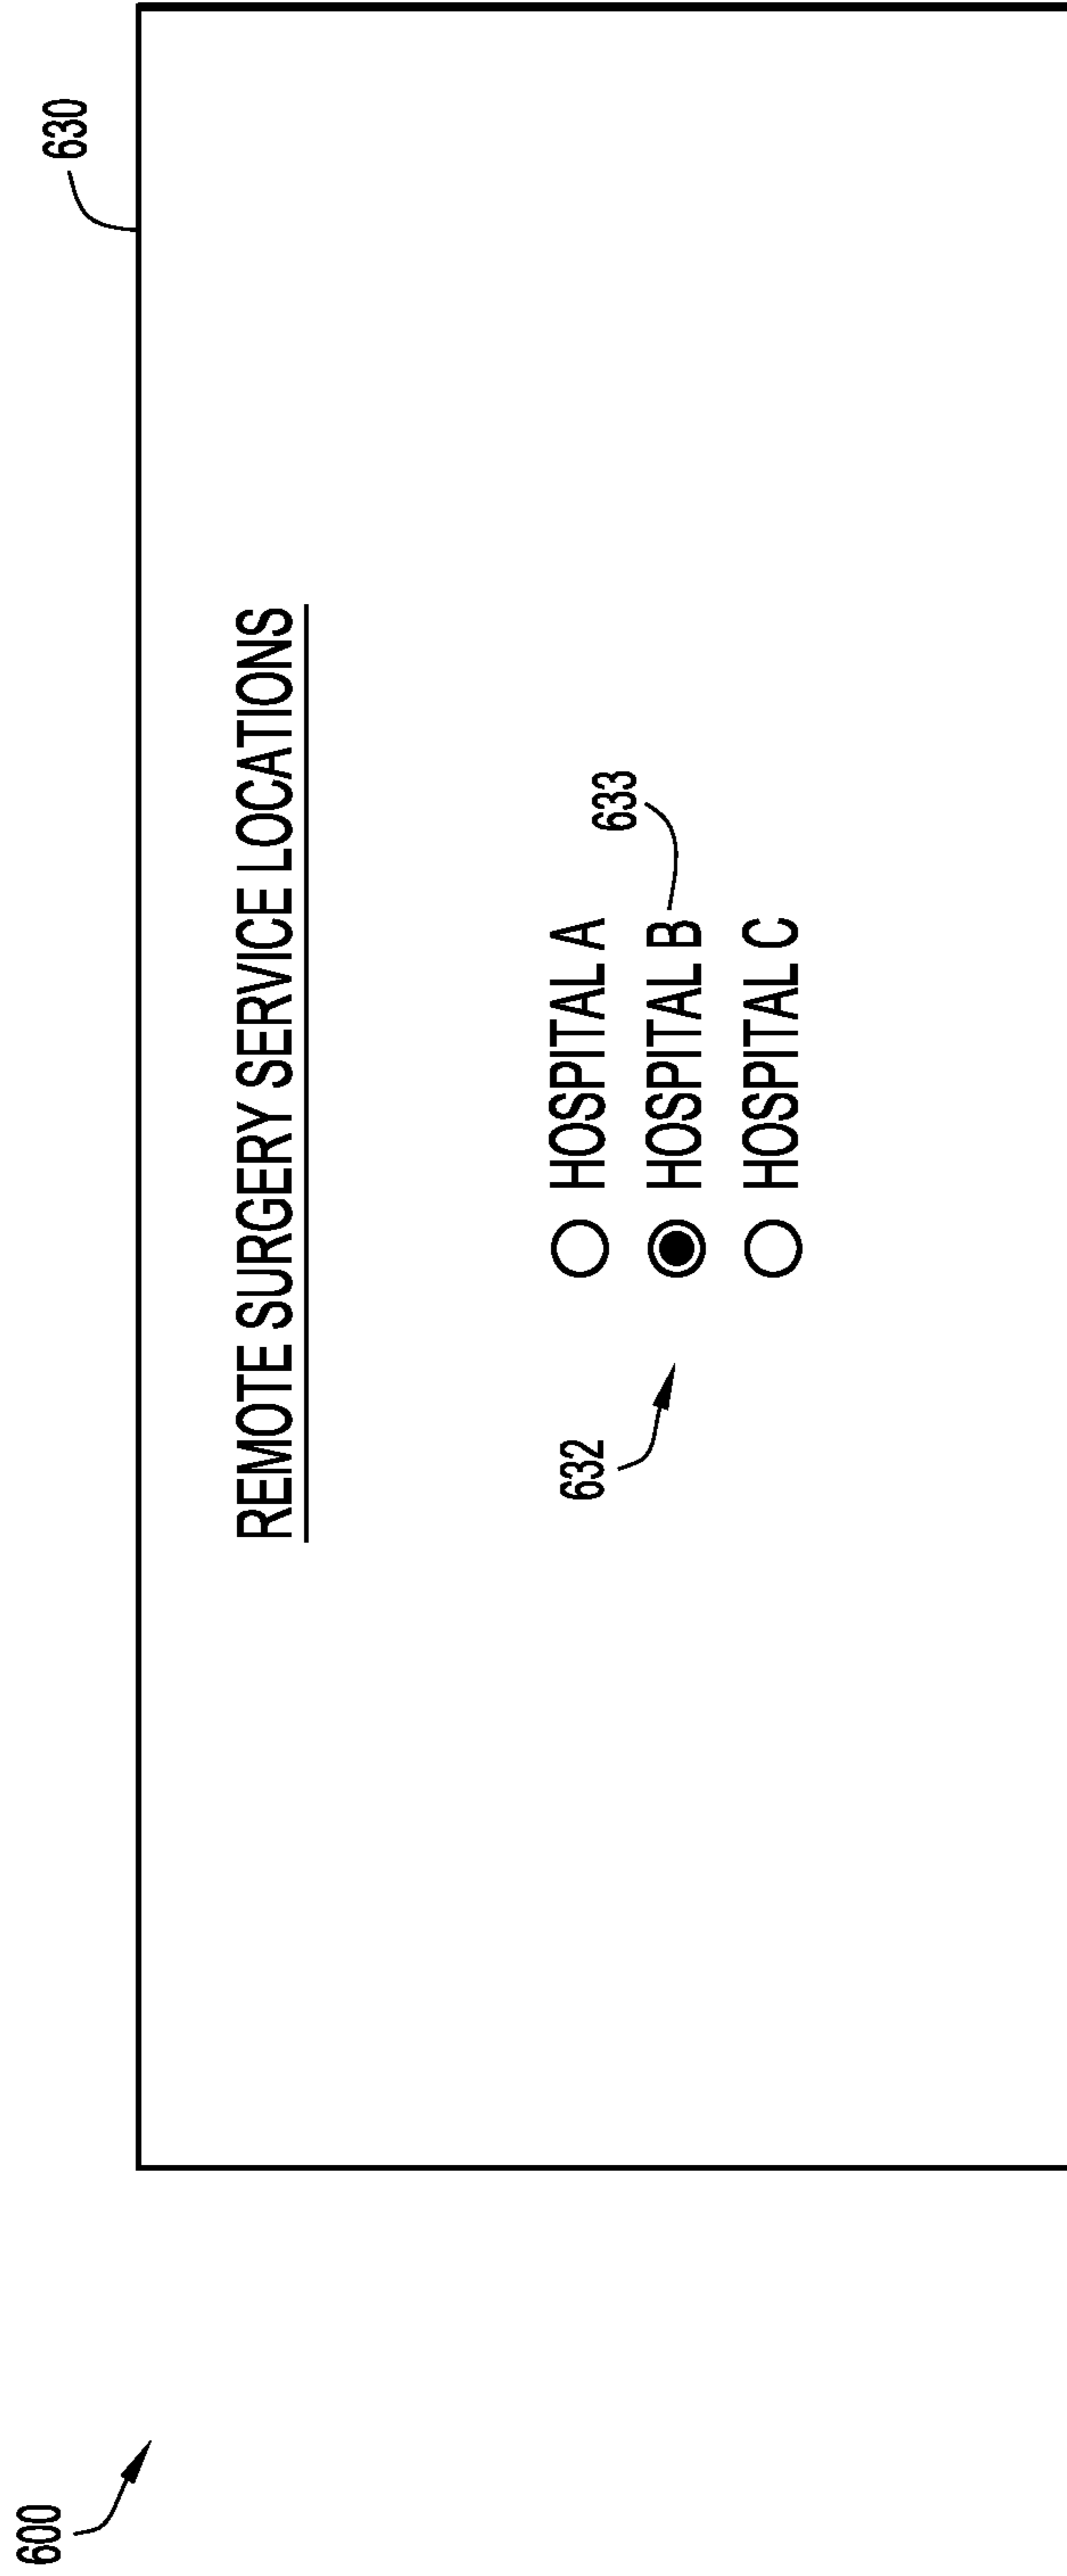 600
630
REMOTE SURGERY SERVICE LOCATIONS
632
HOSPITAL A
633
HOSPITAL B
HOSPITAL C